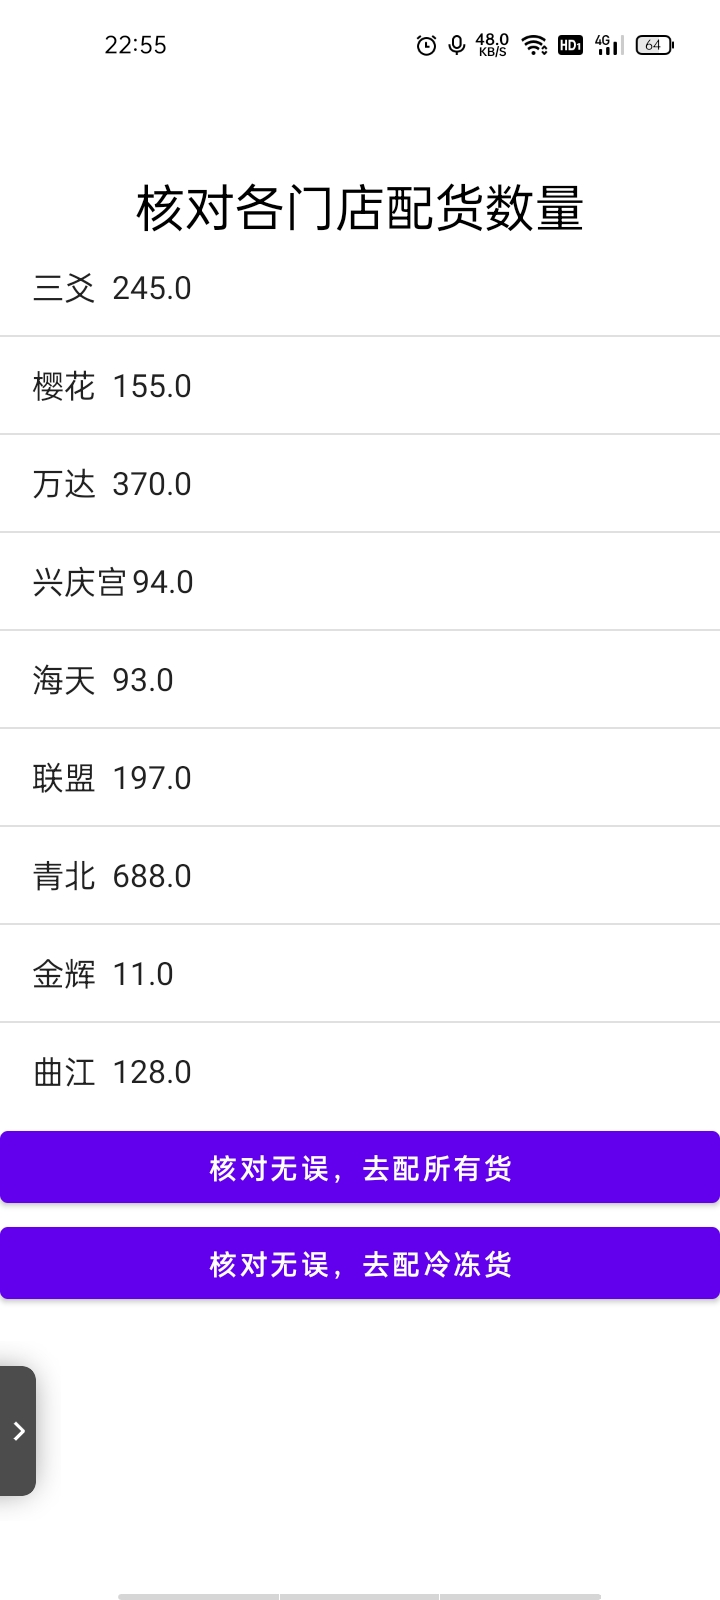 22:55 48.0 KB/S HD1 4G 64
核对各门店配货数量
三爻 245.0
樱花 155.0
万达 370.0
兴庆宫 94.0
海天 93.0
联盟 197.0
青北 688.0
金辉 11.0
曲江 128.0
核对无误，去配所有货
核对无误，去配冷冻货